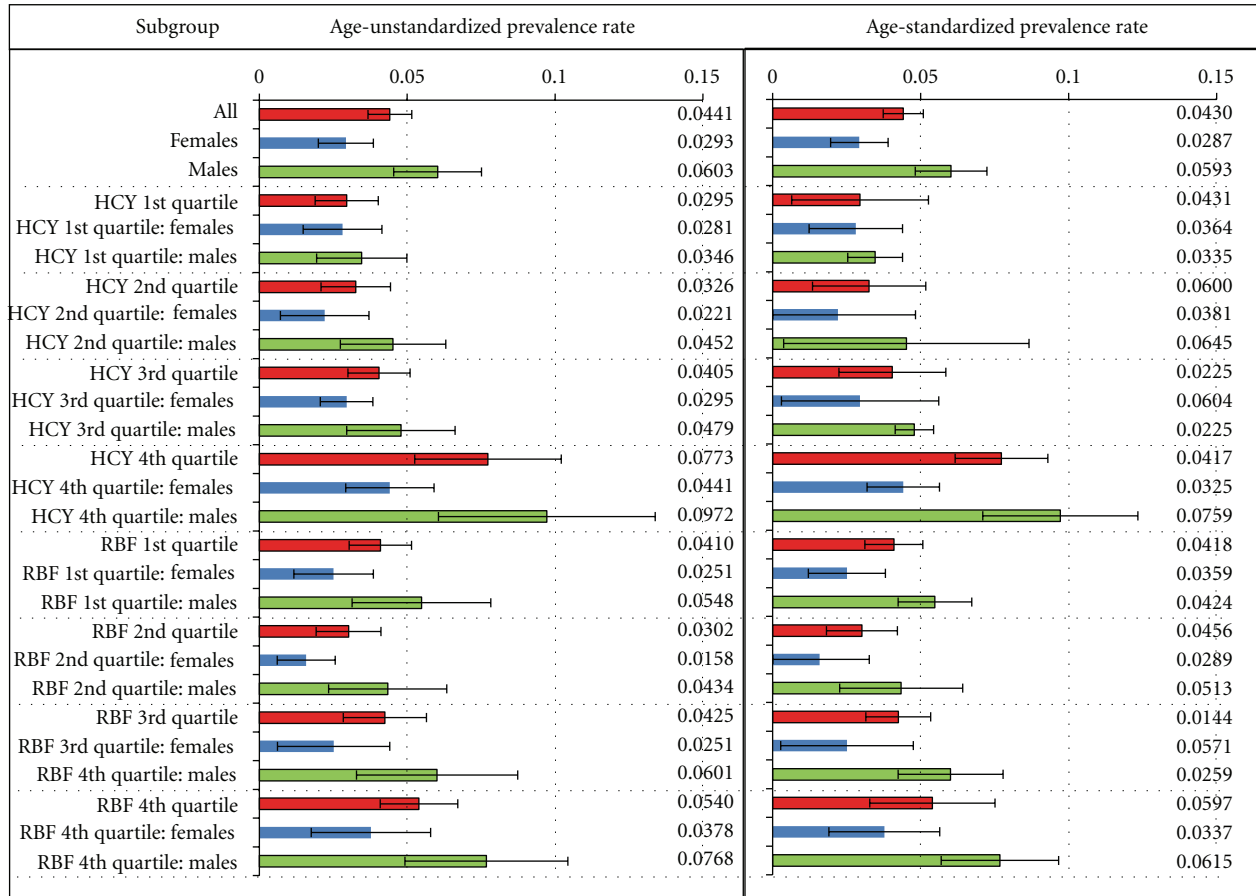 Subgroup Age-unstandardized prevalence rate Age-standardized prevalence rate
0 0.05 0.1 0.15 0 0.05 0.1 0.15
All 0.0441 0.0430
Females 0.0293 0.0287
Males 0.0603 0.0593
HCY 1st quartile 0.0295 0.0431
HCY 1st quartile: females 0.0281 0.0364
HCY 1st quartile: males 0.0346 0.0335
HCY 2nd quartile 0.0326 0.0600
HCY 2nd quartile: females 0.0221 0.0381
HCY 2nd quartile: males 0.0452 0.0645
HCY 3rd quartile 0.0405 0.0225
HCY 3rd quartile: females 0.0295 0.0604
HCY 3rd quartile: males 0.0479 0.0225
HCY 4th quartile 0.0773 0.0417
HCY 4th quartile: females 0.0441 0.0325
HCY 4th quartile: males 0.0972 0.0759
RBF 1st quartile 0.0410 0.0418
RBF 1st quartile: females 0.0251 0.0359
RBF 1st quartile: males 0.0548 0.0424
RBF 2nd quartile 0.0302 0.0456
RBF 2nd quartile: females 0.0158 0.0289
RBF 2nd quartile: males 0.0434 0.0513
RBF 3rd quartile 0.0425 0.0144
RBF 3rd quartile: females 0.0251 0.0571
RBF 4th quartile: males 0.0601 0.0259
RBF 4th quartile 0.0540 0.0597
RBF 4th quartile: females 0.0378 0.0337
RBF 4th quartile: males 0.0768 0.0615